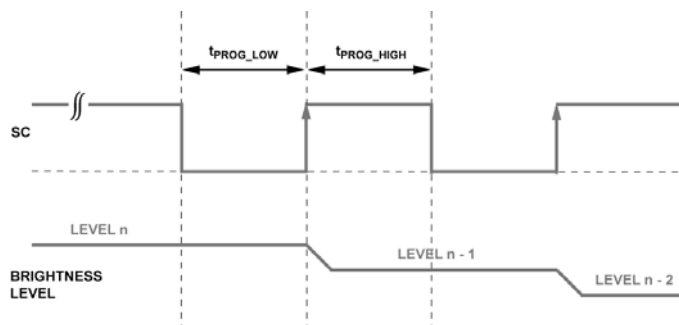 tPROG_LOW
tPROG_HIGH
SC
LEVEL n
LEVEL n - 1
BRIGHTNESS
LEVEL
LEVEL n - 2